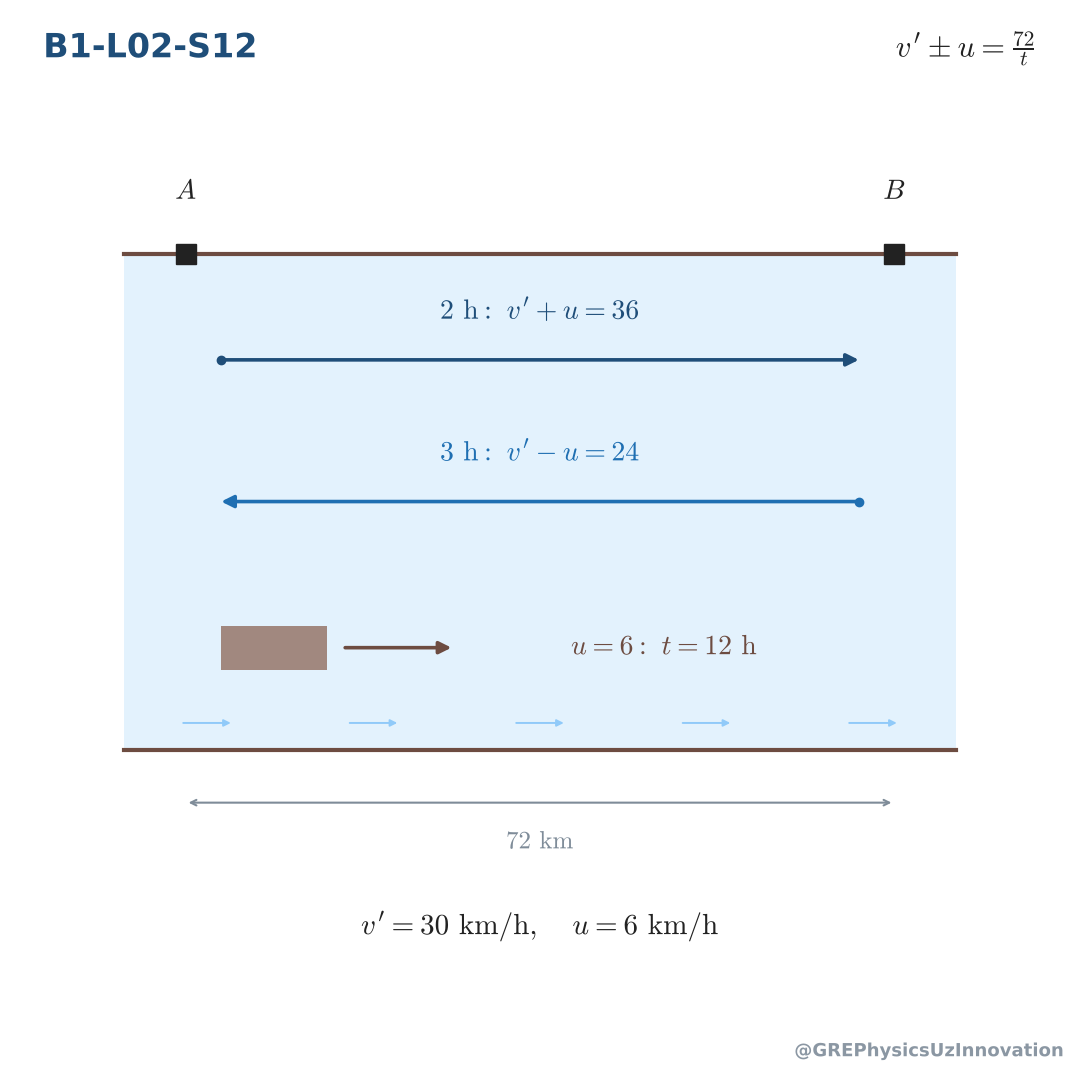 B1-L02-S12
v′ ± u = 72/t
A
B
2 h: v′ + u = 36
3 h: v′ − u = 24
u = 6: t = 12 h
72 km
v′ = 30 km/h, u = 6 km/h
@GREPhysicsUzInnovation